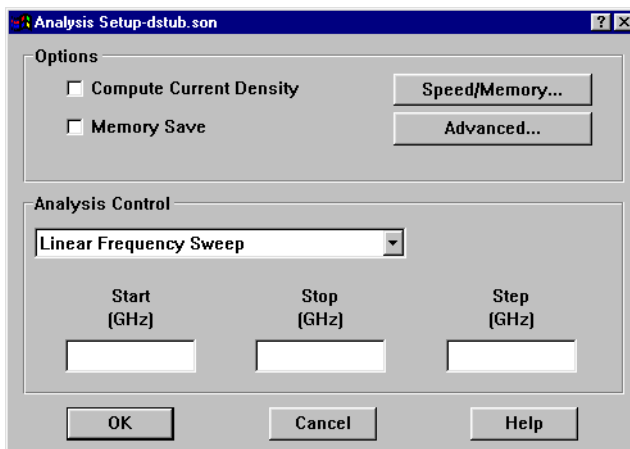 Analysis Setup-dstub.son
Options
Compute Current Density
Speed/Memory...
Memory Save
Advanced...
Analysis Control
Linear Frequency Sweep
Start
(GHz)
Stop
(GHz)
Step
(GHz)
OK
Cancel
Help